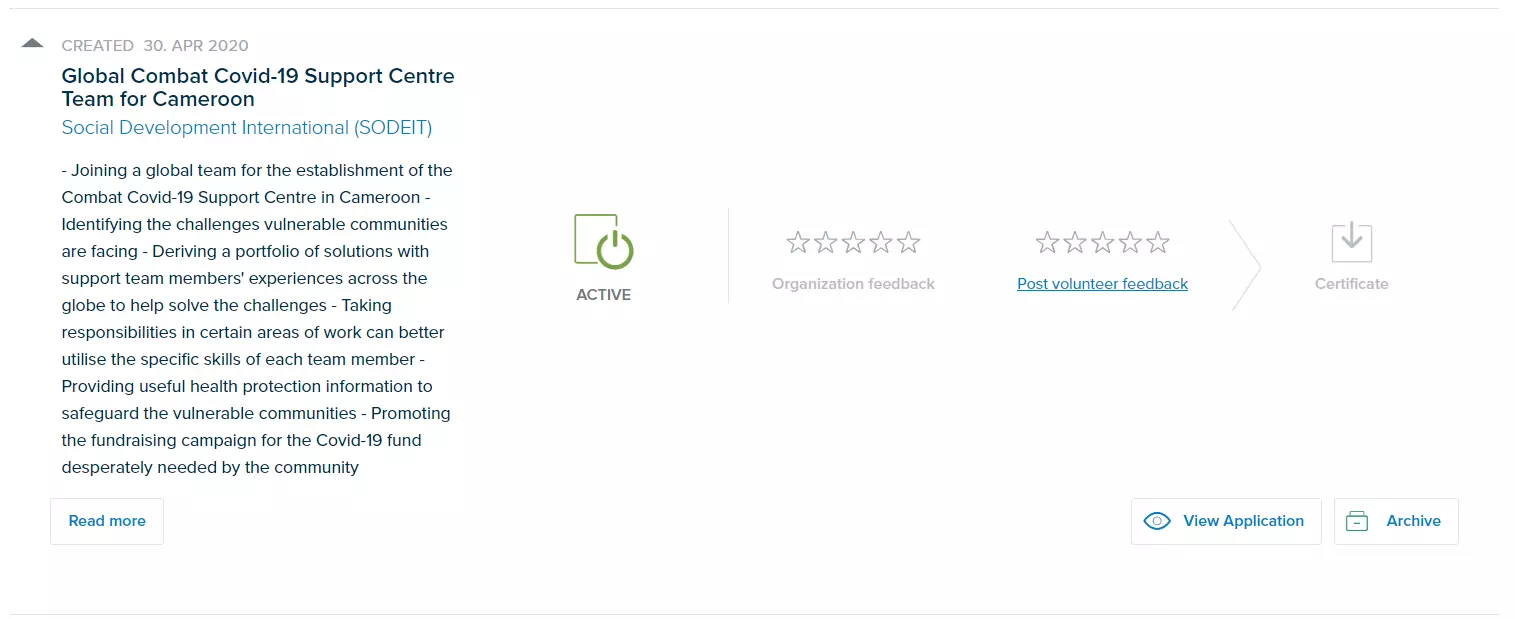 CREATED 30. APR 2020
Global Combat Covid-19 Support Centre
Team for Cameroon
Social Development International (SODEIT)
- Joining a global team for the establishment of the
Combat Covid-19 Support Centre in Cameroon -
Identifying the challenges vulnerable communities
are facing - Deriving a portfolio of solutions with
support team members' experiences across the
globe to help solve the challenges - Taking
responsibilities in certain areas of work can better
utilise the specific skills of each team member -
Providing useful health protection information to
safeguard the vulnerable communities - Promoting
the fundraising campaign for the Covid-19 fund
desperately needed by the community
ACTIVE
Organization feedback
Post volunteer feedback
Certificate
Read more
View Application
Archive